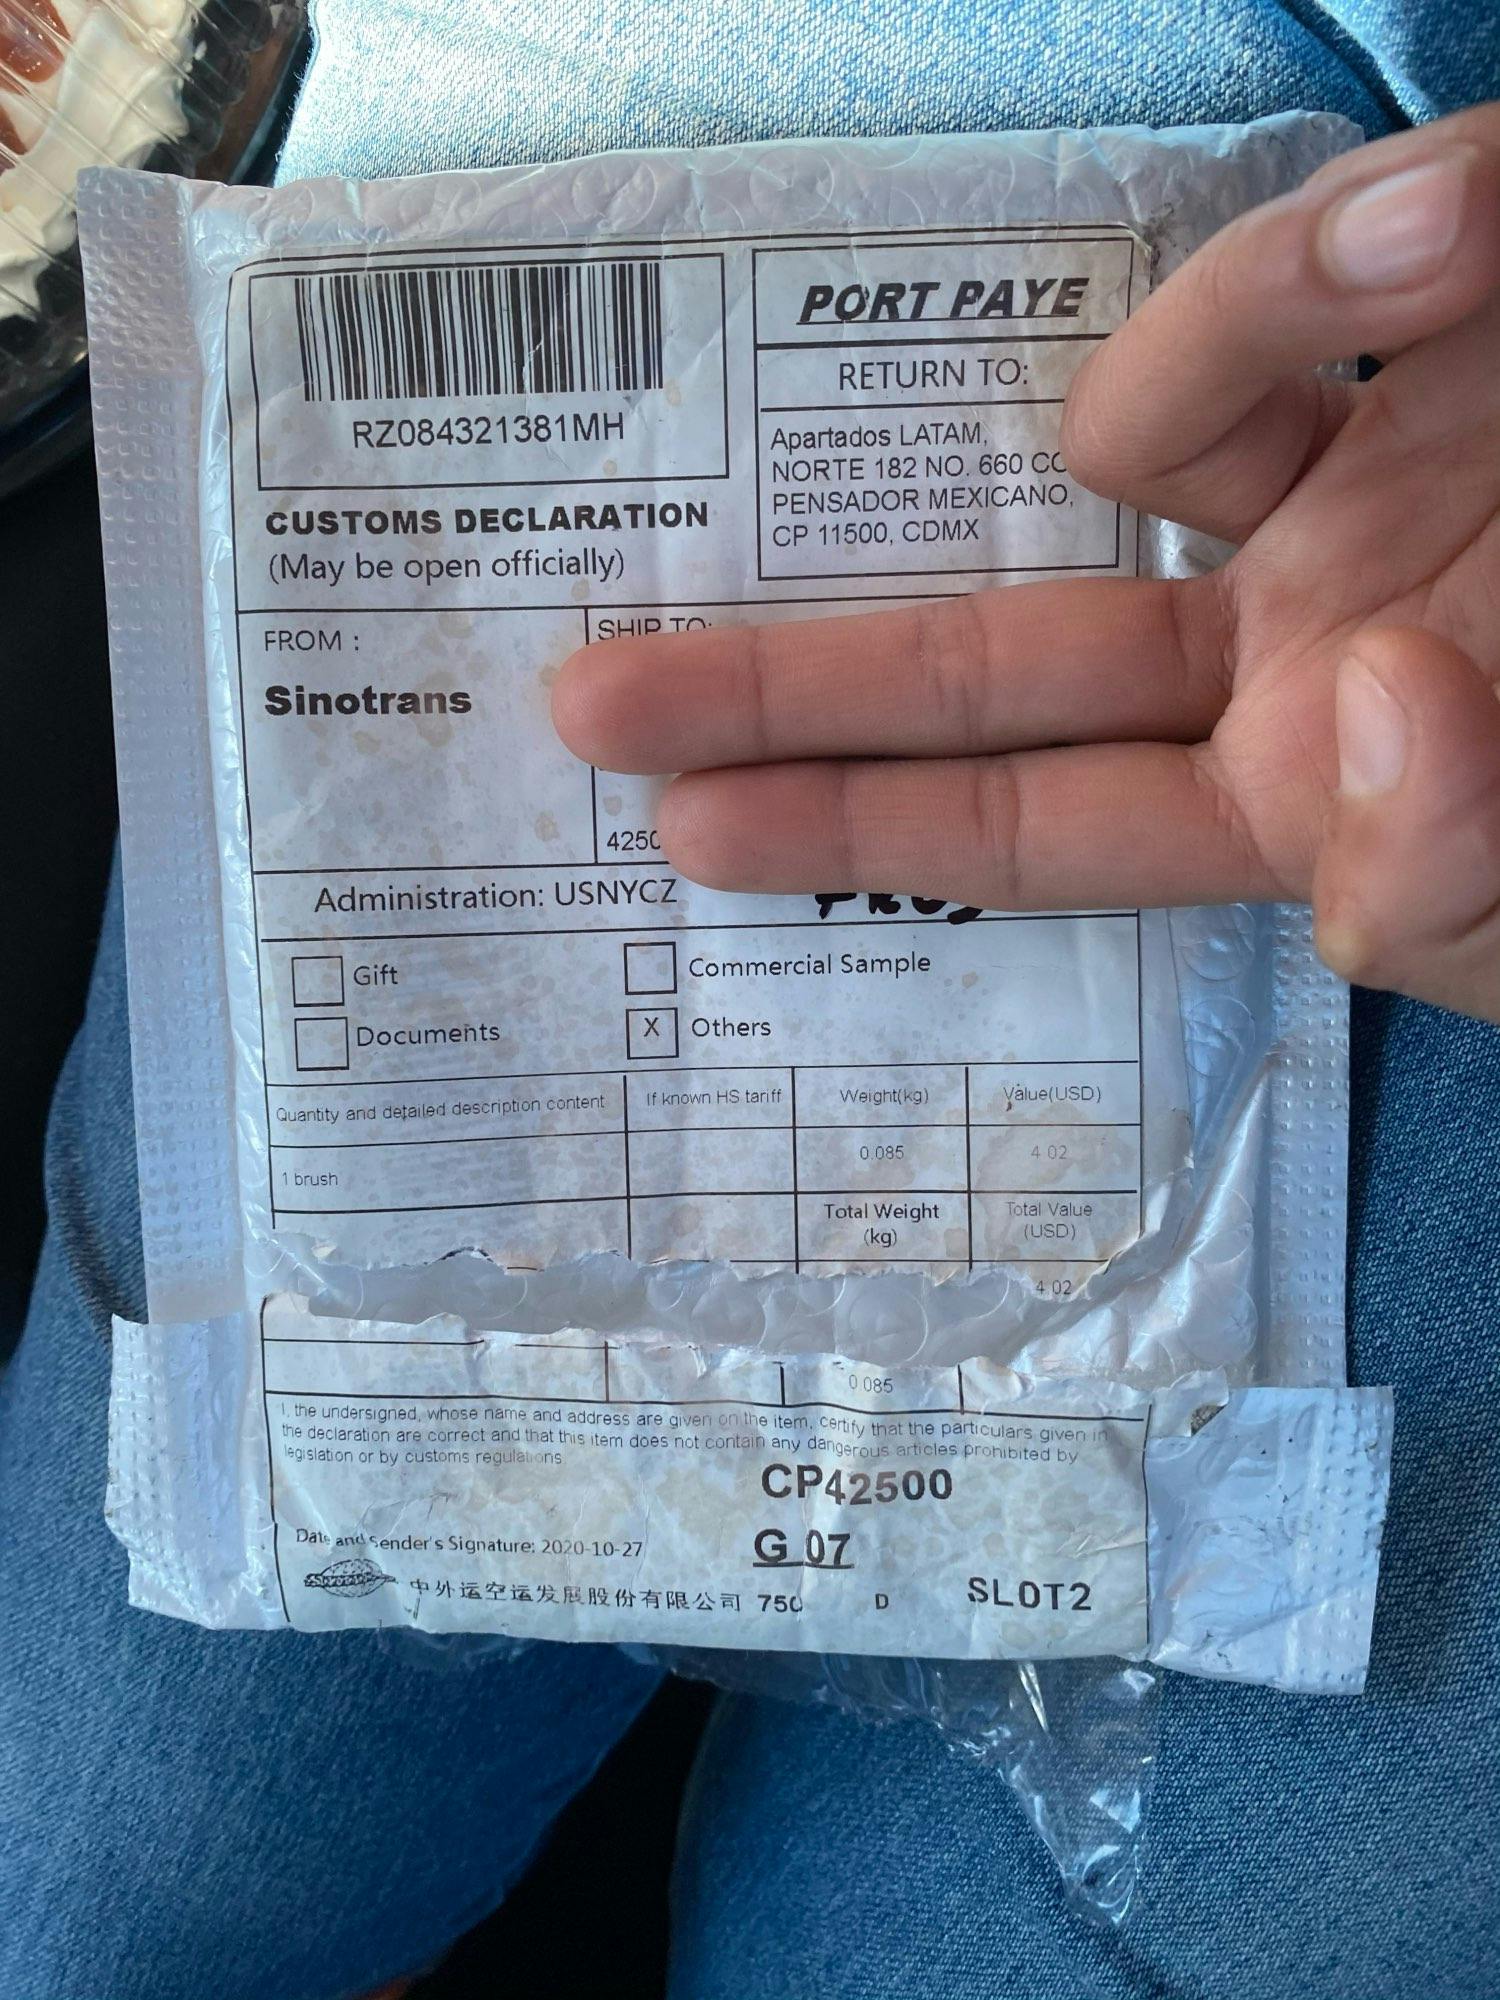 RZ084321381MH
PORT PAYE
RETURN TO:
Apartados LATAM,
NORTE 182 NO. 660
PENSADOR MEXICANO,
CP 11500, CDMX
CUSTOMS DECLARATION
(May be open officially)
FROM :
Sinotrans
SHIP TO:
Administration: USNYCZ
Gift
Commercial Sample
Documents
X Others
Quantity and detailed description content
If known HS tariff
Weight(kg)
Value(USD)
1 brush
0.085
4.02
Total Weight
(kg)
Total Value
(USD)
4.02
0.085
I, the undersigned, whose name and address are given on the item, certify that the particulars given in
the declaration are correct and that this item does not contain any dangerous articles prohibited by
legislation or by customs regulations
CP42500
Date and Sender's Signature: 2020-10-27
G 07
中外运空运发展股份有限公司
D
SLOT2